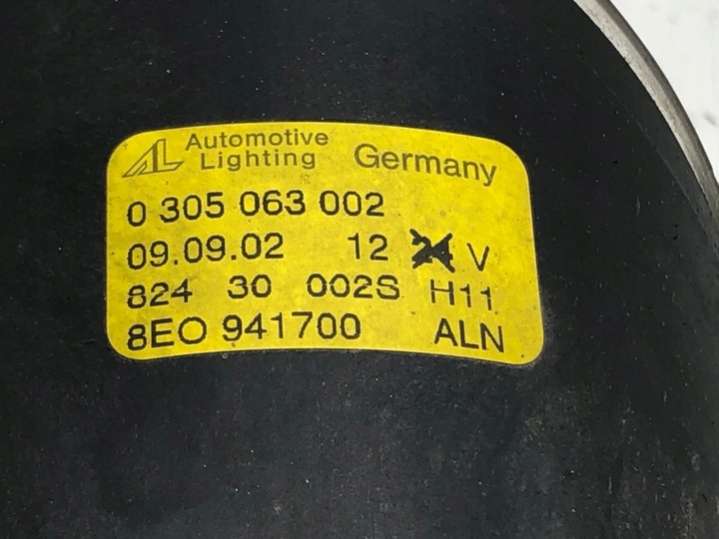 AL Automotive Lighting Germany
0 305 063 002
09.09.02 12 24 V
824 30 002S H11
8EO 941700 ALN